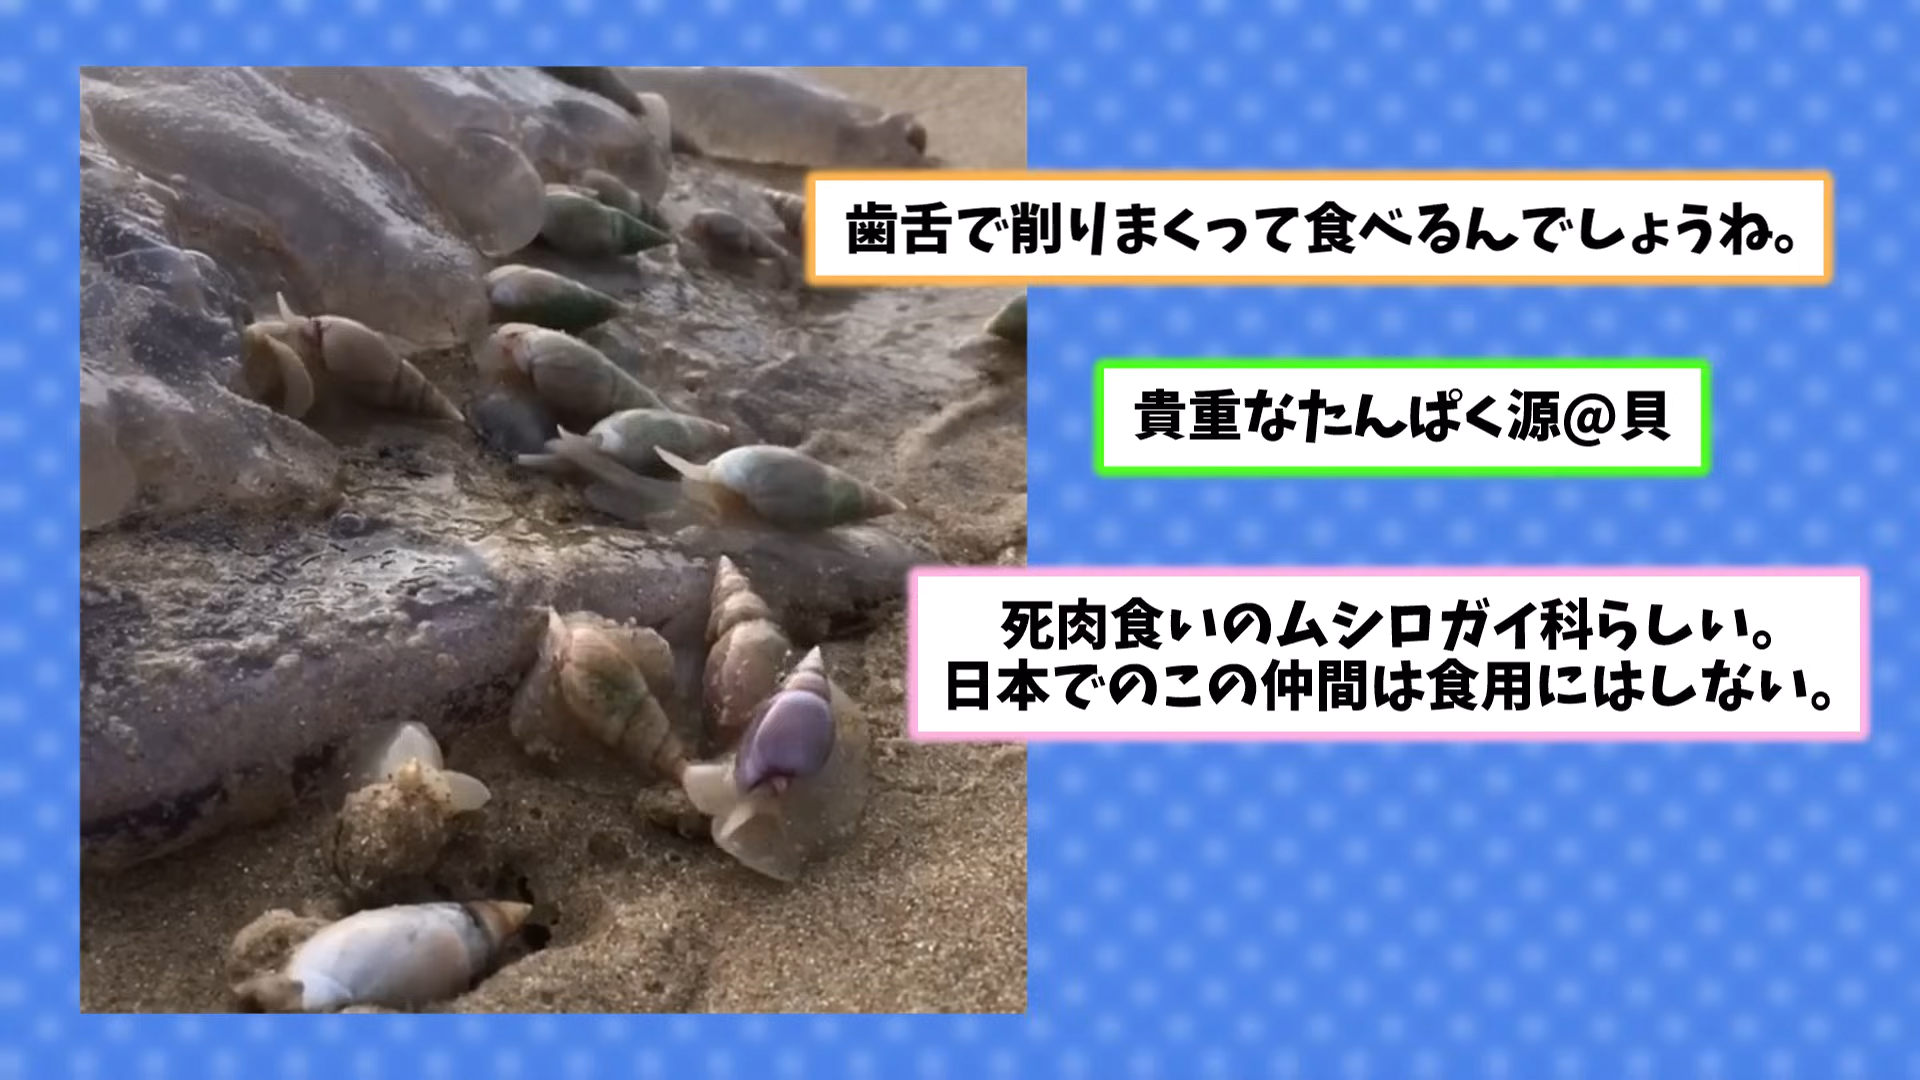 歯舌で削りまくって食べるんでしょうね。
貴重なたんぱく源@貝
死肉食いのムシロガイ科らしい。
日本でのこの仲間は食用にはしない。